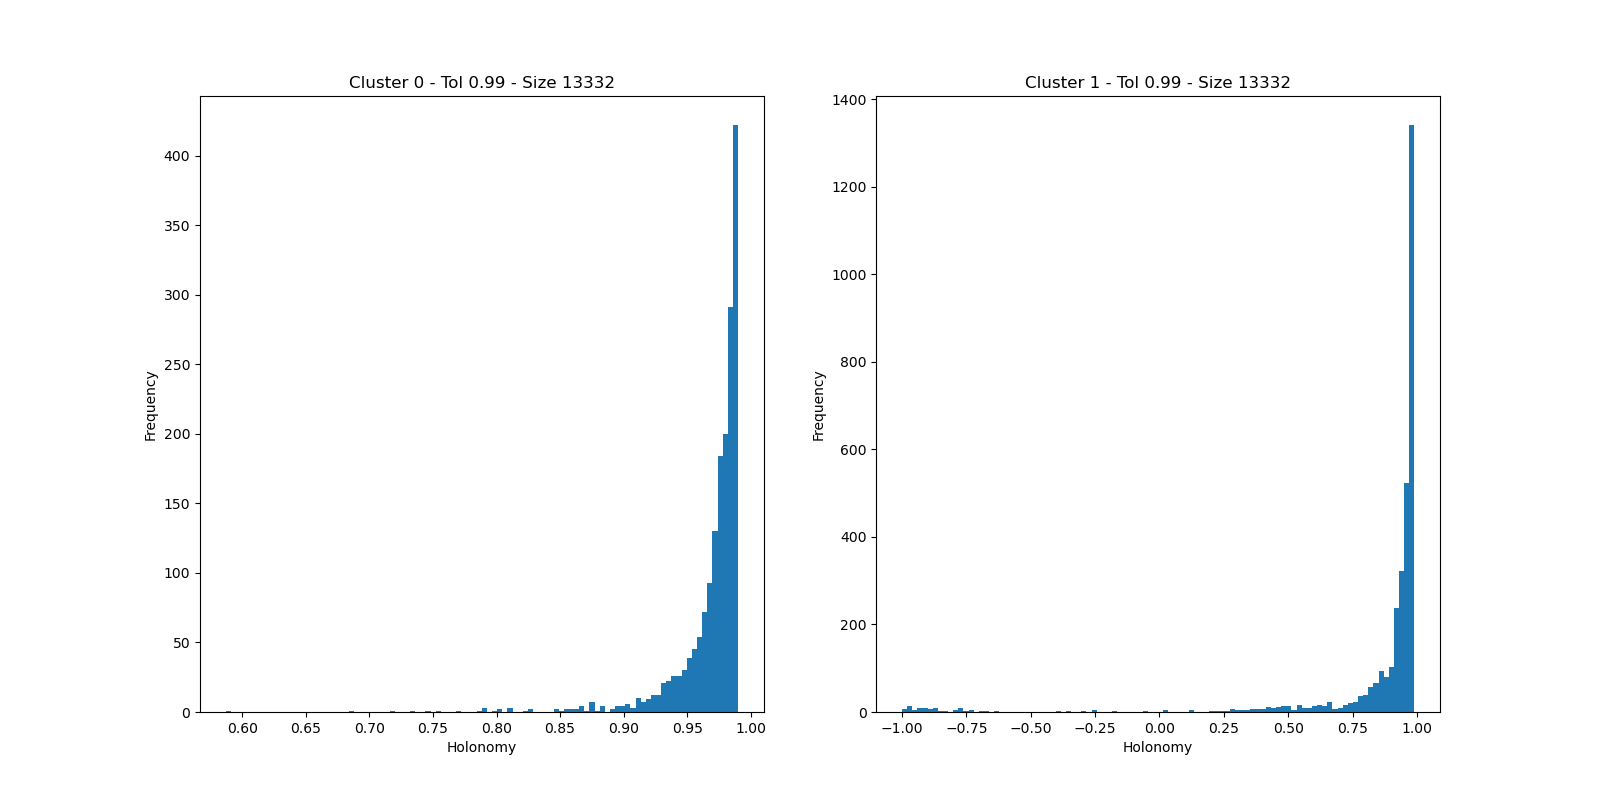 Cluster 0 - Tol 0.99 - Size 13332
Frequency
400
350
300
250
200
150
100
50
0
0.60 0.65 0.70 0.75 0.80 0.85 0.90 0.95 1.00
Holonomy
Cluster 1 - Tol 0.99 - Size 13332
Frequency
1400
1200
1000
800
600
400
200
0
−1.00 −0.75 −0.50 −0.25 0.00 0.25 0.50 0.75 1.00
Holonomy